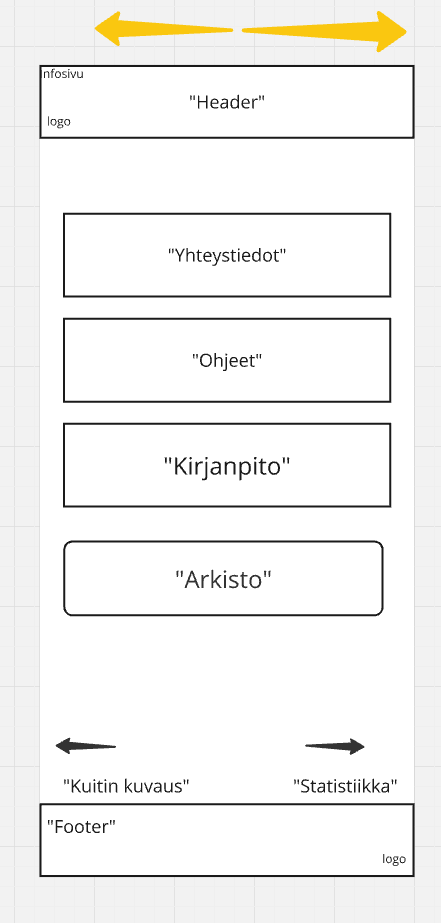 nfosivu
"Header"
logo
"Yhteystiedot"
"Ohjeet"
"Kirjanpito"
"Arkisto"
"Kuitin kuvaus" "Statistiikka"
"Footer"
logo